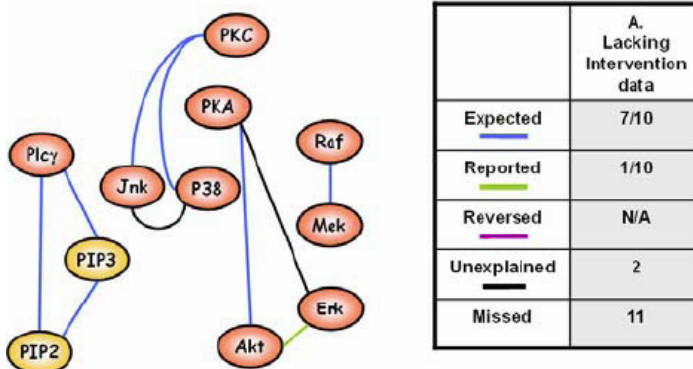 PKC
PKA
Raf
Plcγ
Jnk
P38
Mek
PIP3
Erk
Akt
PIP2
A.
Lacking
Intervention
data
Expected 7/10
Reported 1/10
Reversed N/A
Unexplained 2
Missed 11